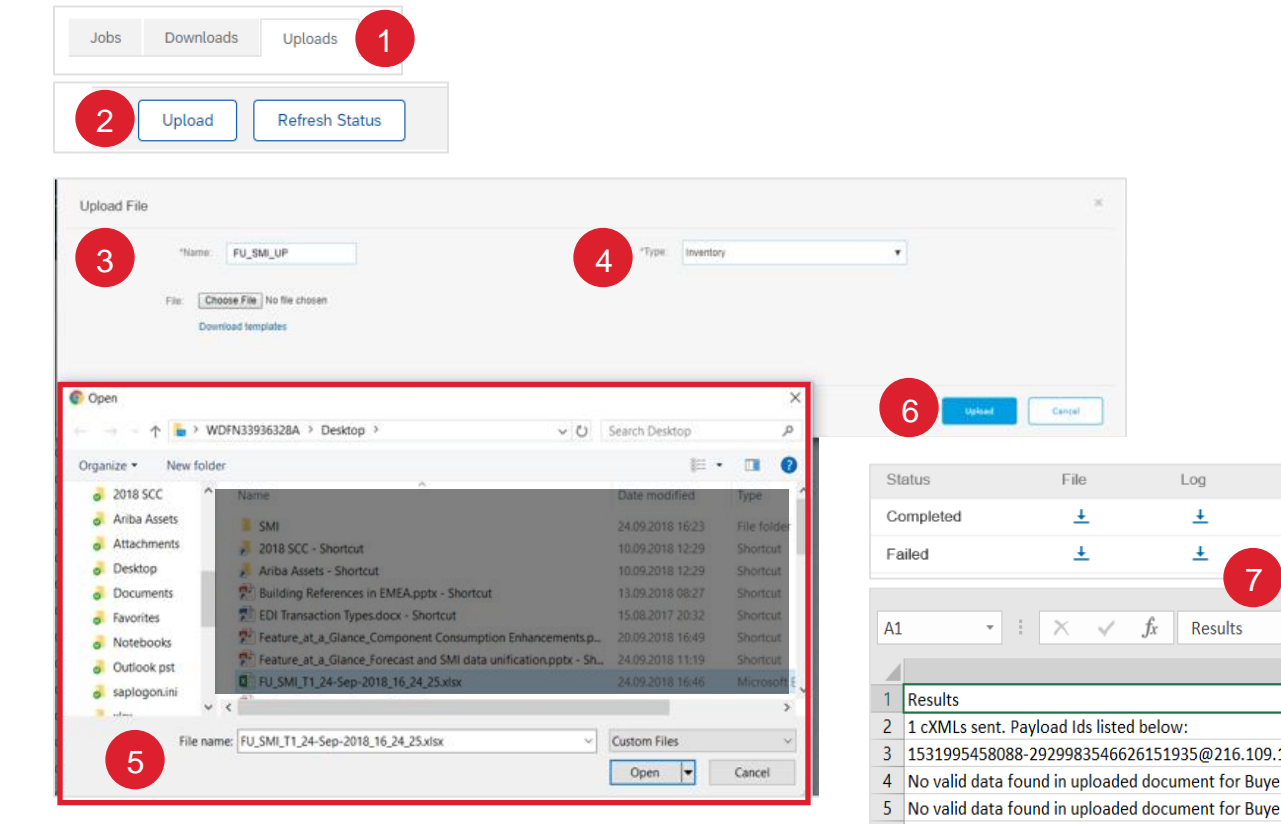 Jobs Downloads Uploads 1
2 Upload Refresh Status
Upload File ×
3 *Name: FU_SMI_UP 4 *Type: Inventory
File: Choose File No file chosen
Download templates
6 Upload Cancel
Open
WDFN33936328A > Desktop > Search Desktop
Organize New folder
Name Date modified Type
2018 SCC
Ariba Assets
Attachments
Desktop
Documents
Favorites
Notebooks
Outlook pst
saplogon.ini
SMI 24.09.2018 16:23 File folder
2018 SCC - Shortcut 10.09.2018 12:29 Shortcut
Ariba Assets - Shortcut 10.09.2018 12:29 Shortcut
Building References in EMEA.pptx - Shortcut 13.09.2018 08:27 Shortcut
EDI Transaction Types.docx - Shortcut 15.08.2017 20:32 Shortcut
Feature_at_a_Glance_Component Consumption Enhancements.p... 20.09.2018 16:49 Shortcut
Feature_at_a_Glance_Forecast and SMI data unification.pptx - Sh... 24.09.2018 11:19 Shortcut
FU_SMI_T1_24-Sep-2018_16_24_25.xlsx 24.09.2018 16:46 Microsoft E
5 File name: FU_SMI_T1_24-Sep-2018_16_24_25.xlsx Custom Files
Open Cancel
Status File Log
Completed
Failed
7
A1 fx Results
1 Results
2 1 cXMLs sent. Payload Ids listed below:
3 1531995458088-2929983546626151935@216.109.1
4 No valid data found in uploaded document for Buye
5 No valid data found in uploaded document for Buye